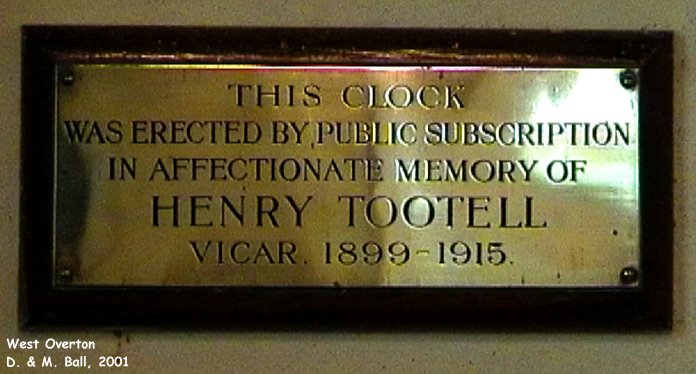 THIS CLOCK
WAS ERECTED BY PUBLIC SUBSCRIPTION
IN AFFECTIONATE MEMORY OF
HENRY TOOTELL
VICAR. 1899-1915.
West Overton
D. & M. Ball, 2001